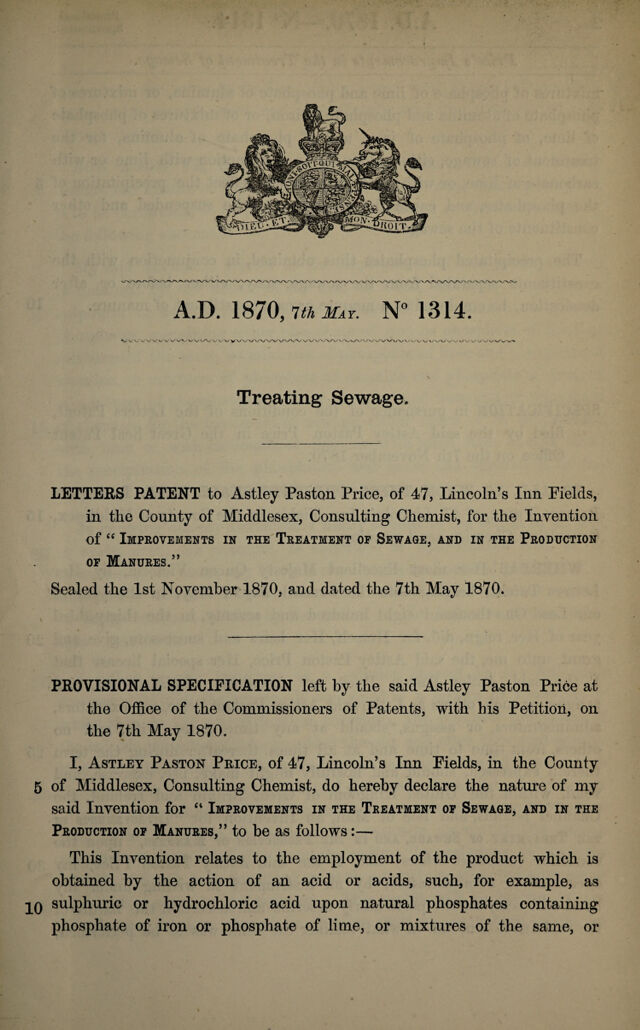 HONI SOIT QUI MAL Y PENSE
DIEU·ET· MON·DROIT.
A.D. 1870, 7th MAY. Nº 1314.
Treating Sewage.
LETTERS PATENT to Astley Paston Price, of 47, Lincoln's Inn Fields,
in the County of Middlesex, Consulting Chemist, for the Invention
of “ IMPROVEMENTS IN THE TREATMENT OF SEWAGE, AND IN THE PRODUCTION
OF MANURES.”
Sealed the 1st November 1870, and dated the 7th May 1870.
PROVISIONAL SPECIFICATION left by the said Astley Paston Price at
the Office of the Commissioners of Patents, with his Petition, on
the 7th May 1870.
I, ASTLEY PASTON PRICE, of 47, Lincoln's Inn Fields, in the County
5 of Middlesex, Consulting Chemist, do hereby declare the nature of my
said Invention for “ IMPROVEMENTS IN THE TREATMENT OF SEWAGE, AND IN THE
PRODUCTION OF MANURES,” to be as follows :—
This Invention relates to the employment of the product which is
obtained by the action of an acid or acids, such, for example, as
10 sulphuric or hydrochloric acid upon natural phosphates containing
phosphate of iron or phosphate of lime, or mixtures of the same, or